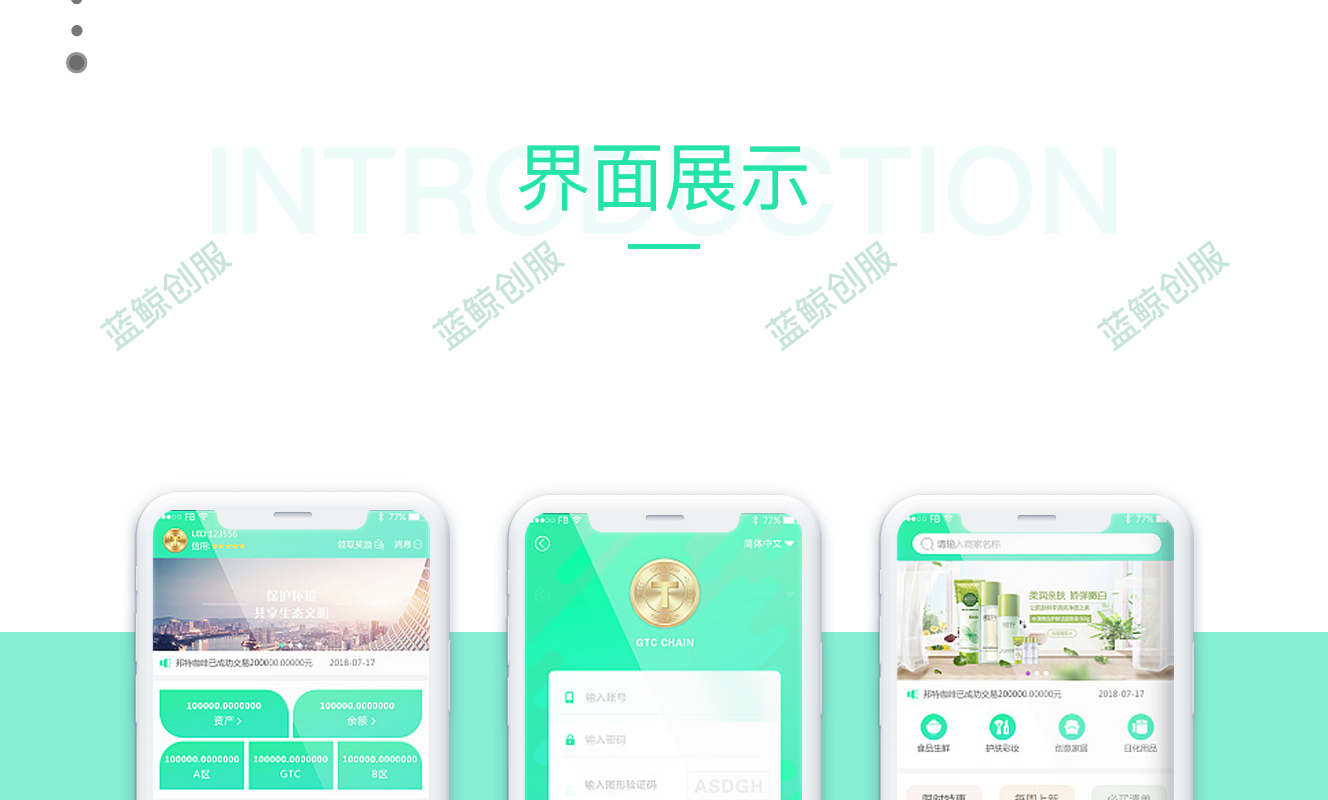 INTRODUCTION
界面展示
蓝鲸创服 蓝鲸创服 蓝鲸创服 蓝鲸创服
FB 77%
UID:123556
信用:★★★★★ 领取奖励 消息
保护环境
共享生态文明
邦特咖啡已成功交易200000.00000元 2018-07-17
100000.0000000 100000.0000000
资产 余额
100000.0000000 100000.0000000 100000.0000000
A区 GTC B区
FB 77%
简体中文
T
GTC CHAIN
输入账号
输入密码
输入图形验证码 ASDGH
FB 77%
请输入商家名称
柔润亲肤 娇弹嫩白
邦特咖啡已成功交易200000.00000元 2018-07-17
食品生鲜 护肤彩妆 创意家居 日化用品
限时特惠 每周上新 必买清单